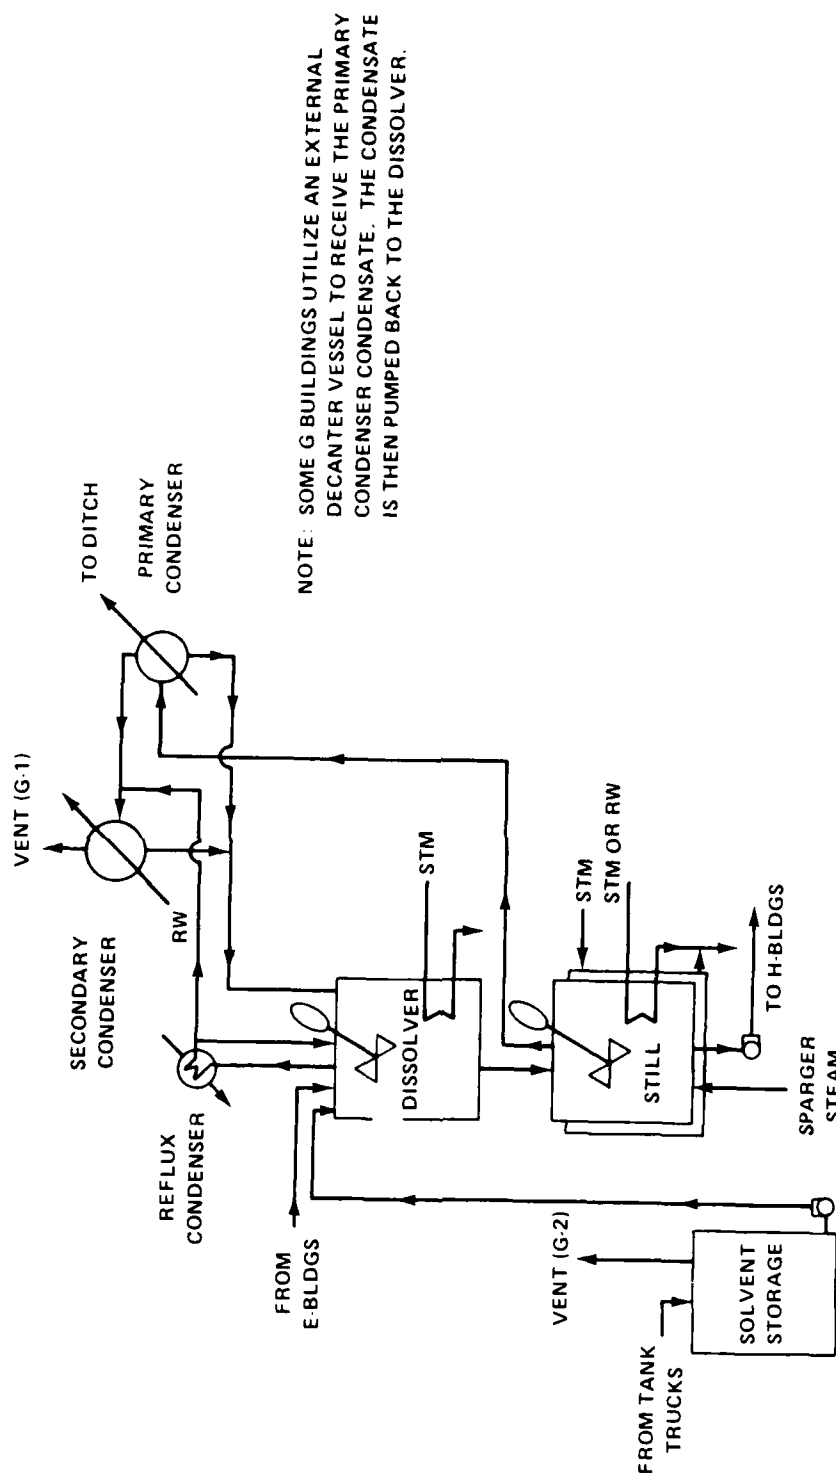 VENT (G-1)
TO DITCH
SECONDARY
CONDENSER
PRIMARY
CONDENSER
RW
REFLUX
CONDENSER
NOTE: SOME G BUILDINGS UTILIZE AN EXTERNAL
DECANTER VESSEL TO RECEIVE THE PRIMARY
CONDENSER CONDENSATE. THE CONDENSATE
IS THEN PUMPED BACK TO THE DISSOLVER.
FROM
E-BLDGS
DISSOLVER
STM
VENT (G-2)
STM
STM OR RW
STILL
FROM TANK
TRUCKS
SOLVENT
STORAGE
SPARGER
STEAM
TO H-BLDGS